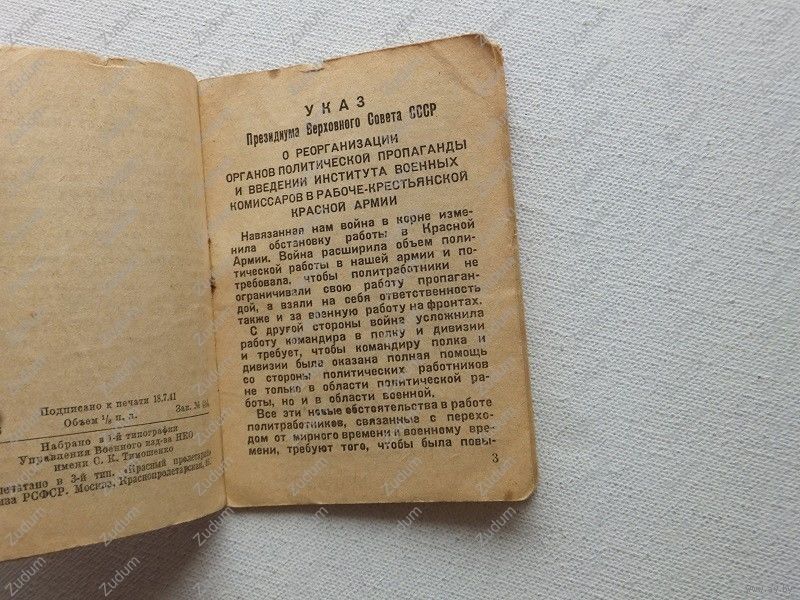 Подписано к печати 18.7.41
Объем ¹/₈ п. л.
Зак. №
Набрано в 1-й типографии
Управления Военного изд-ва НКО
имени С. К. Тимошенко
в 3-й тип. «Красный пролетарий»
РСФСР. Москва, Краснопролетарская,
УКАЗ
Президиума Верховного Совета СССР
О РЕОРГАНИЗАЦИИ
ОРГАНОВ ПОЛИТИЧЕСКОЙ ПРОПАГАНДЫ
И ВВЕДЕНИИ ИНСТИТУТА ВОЕННЫХ
КОМИССАРОВ В РАБОЧЕ-КРЕСТЬЯНСКОЙ
КРАСНОЙ АРМИИ
Навязанная нам война в корне изме-
нила обстановку работы в Красной
Армии. Война расширила объем поли-
тической работы в нашей армии и по-
требовала, чтобы политработники не
ограничивали свою работу пропаган-
дой, а взяли на себя ответственность
также и за военную работу на фронтах.
С другой стороны война усложнила
работу командира в полку и дивизии
и требует, чтобы командиру полка и
дивизии была оказана полная помощь
со стороны политических работников
не только в области политической ра-
боты, но и в области военной.
Все эти новые обстоятельства в работе
политработников, связанные с перехо-
дом от мирного времени к военному вре-
мени, требуют того, чтобы была повы-
3
Zudum